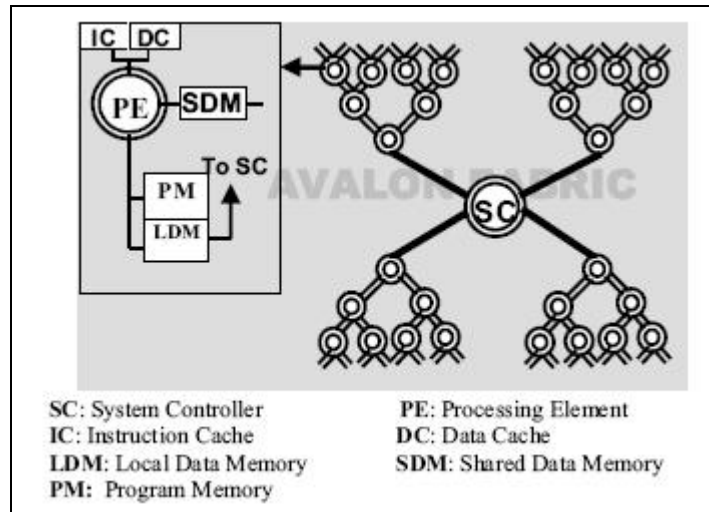 IC DC
PE
SDM
To SC
PM
LDM
AVALON FABRIC
SC
SC: System Controller PE: Processing Element
IC: Instruction Cache DC: Data Cache
LDM: Local Data Memory SDM: Shared Data Memory
PM: Program Memory